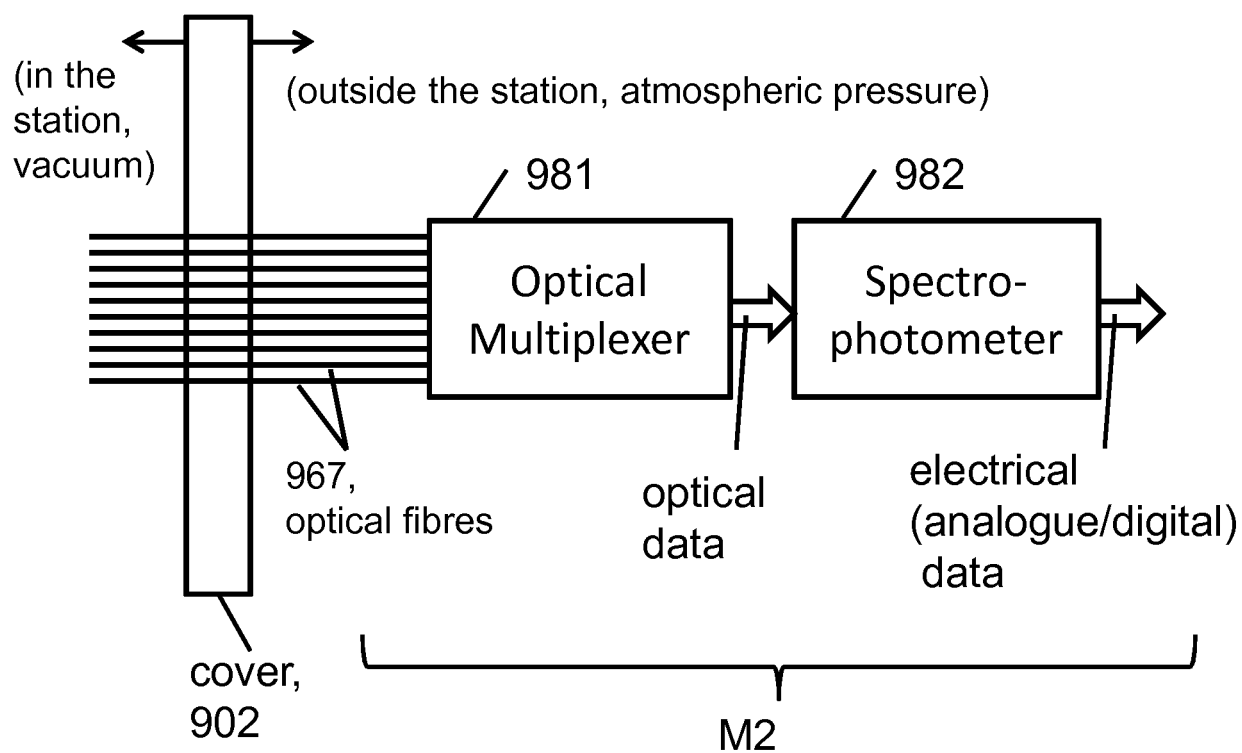 (in the
station,
vacuum)
(outside the station, atmospheric pressure)
981
982
Optical
Multiplexer
Spectro-
photometer
967,
optical fibres
optical
data
electrical
(analogue/digital)
data
cover,
902
M2